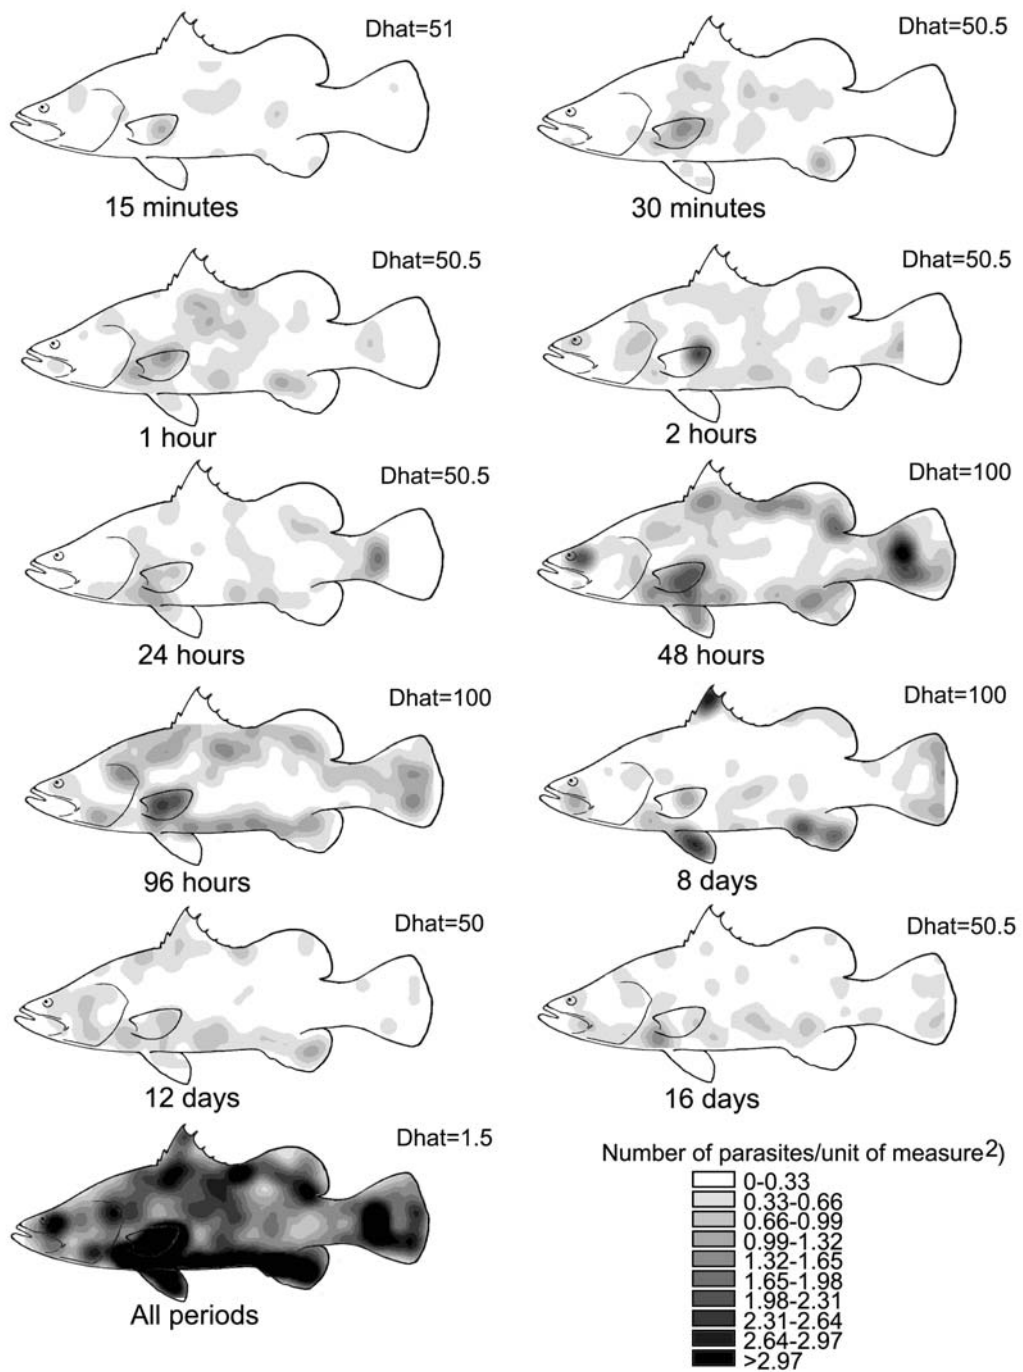 Dhat=51
15 minutes
Dhat=50.5
30 minutes
Dhat=50.5
1 hour
Dhat=50.5
2 hours
Dhat=50.5
24 hours
Dhat=100
48 hours
Dhat=100
96 hours
Dhat=100
8 days
Dhat=50
12 days
Dhat=50.5
16 days
Dhat=1.5
All periods
Number of parasites/unit of measure2)
0-0.33
0.33-0.66
0.66-0.99
0.99-1.32
1.32-1.65
1.65-1.98
1.98-2.31
2.31-2.64
2.64-2.97
>2.97